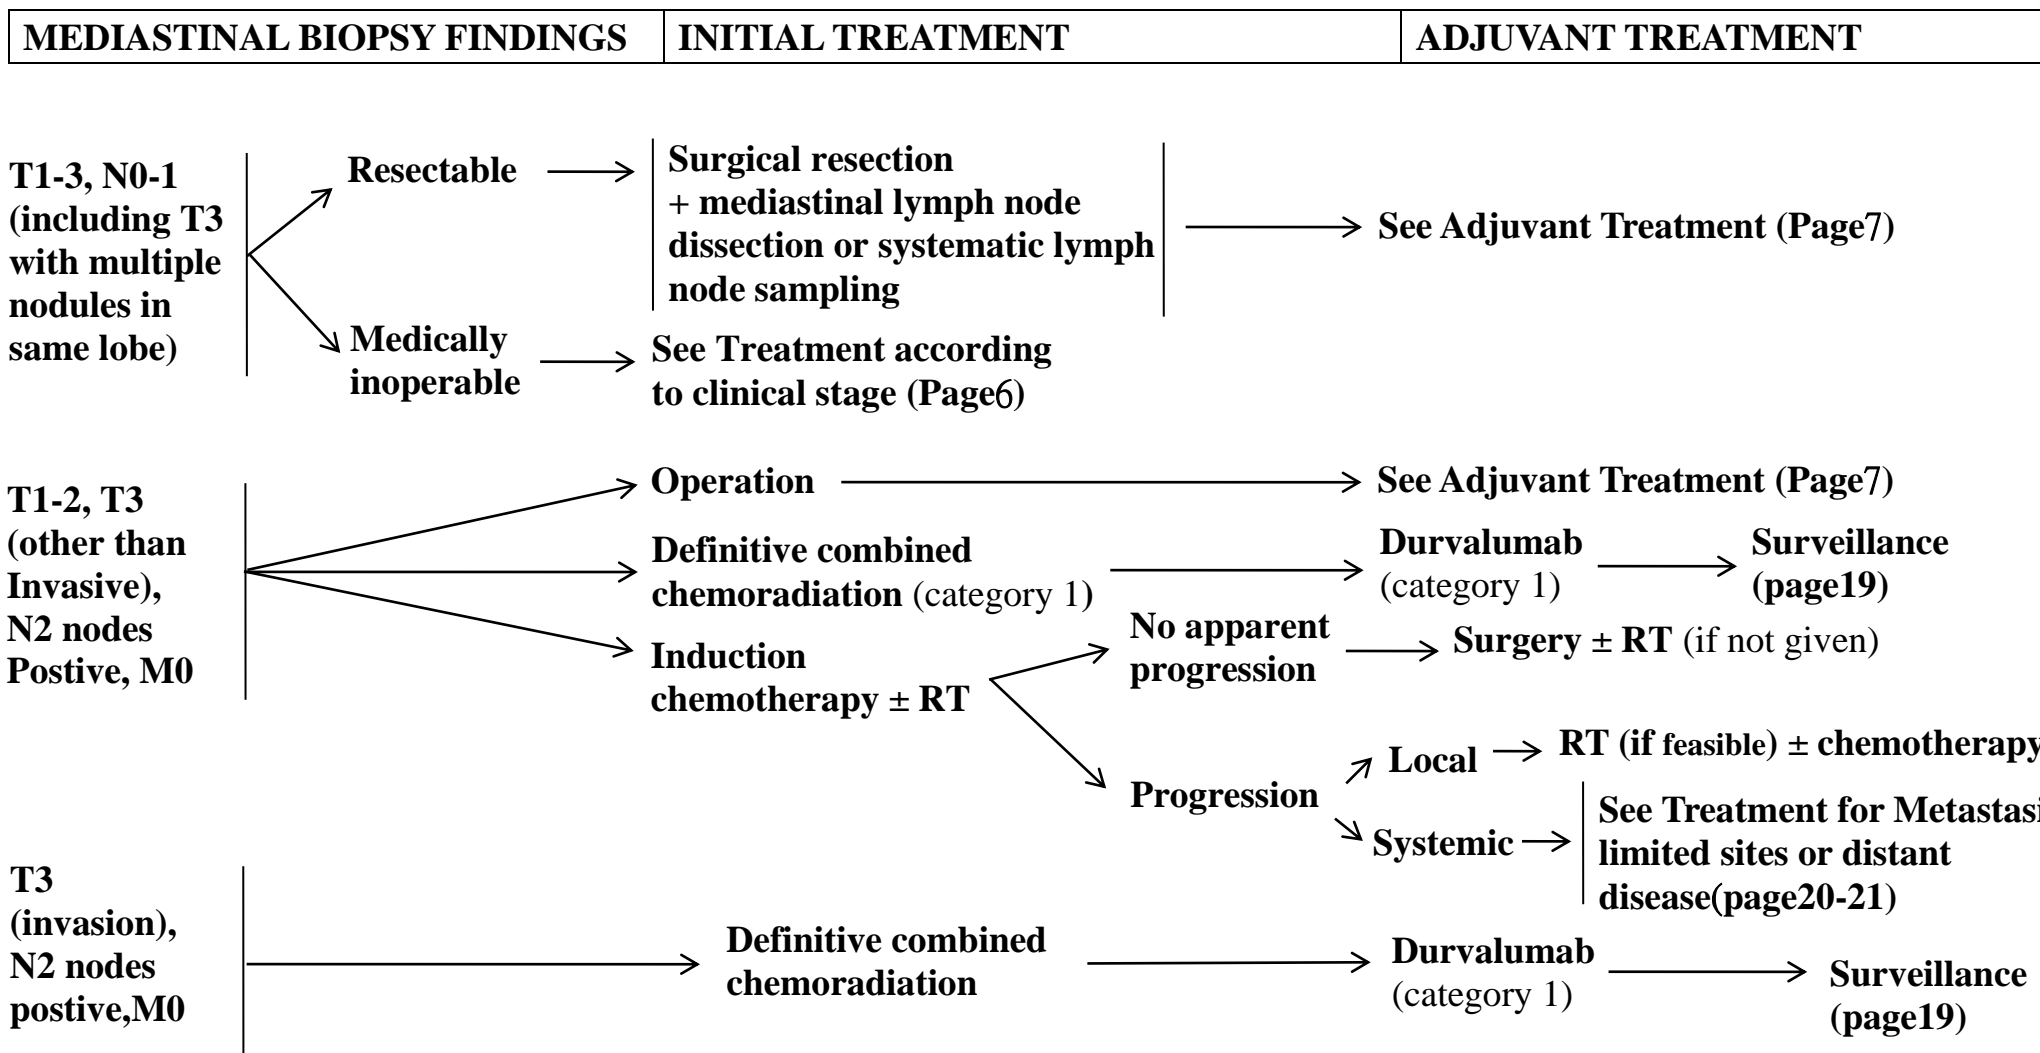 MEDIASTINAL BIOPSY FINDINGS
INITIAL TREATMENT
ADJUVANT TREATMENT
T1-3, N0-1
(including T3
with multiple
nodules in
same lobe)
Resectable
Surgical resection
+ mediastinal lymph node
dissection or systematic lymph
node sampling
See Adjuvant Treatment (Page7)
Medically
inoperable
See Treatment according
to clinical stage (Page6)
T1-2, T3
(other than
Invasive),
N2 nodes
Postive, M0
Operation
See Adjuvant Treatment (Page7)
Definitive combined
chemoradiation (category 1)
Durvalumab
(category 1)
Surveillance
(page19)
Induction
chemotherapy ± RT
No apparent
progression
Surgery ± RT (if not given)
Progression
Local
RT (if feasible) ± chemotherapy
Systemic
See Treatment for Metastasi
limited sites or distant
disease(page20-21)
T3
(invasion),
N2 nodes
postive,M0
Definitive combined
chemoradiation
Durvalumab
(category 1)
Surveillance
(page19)